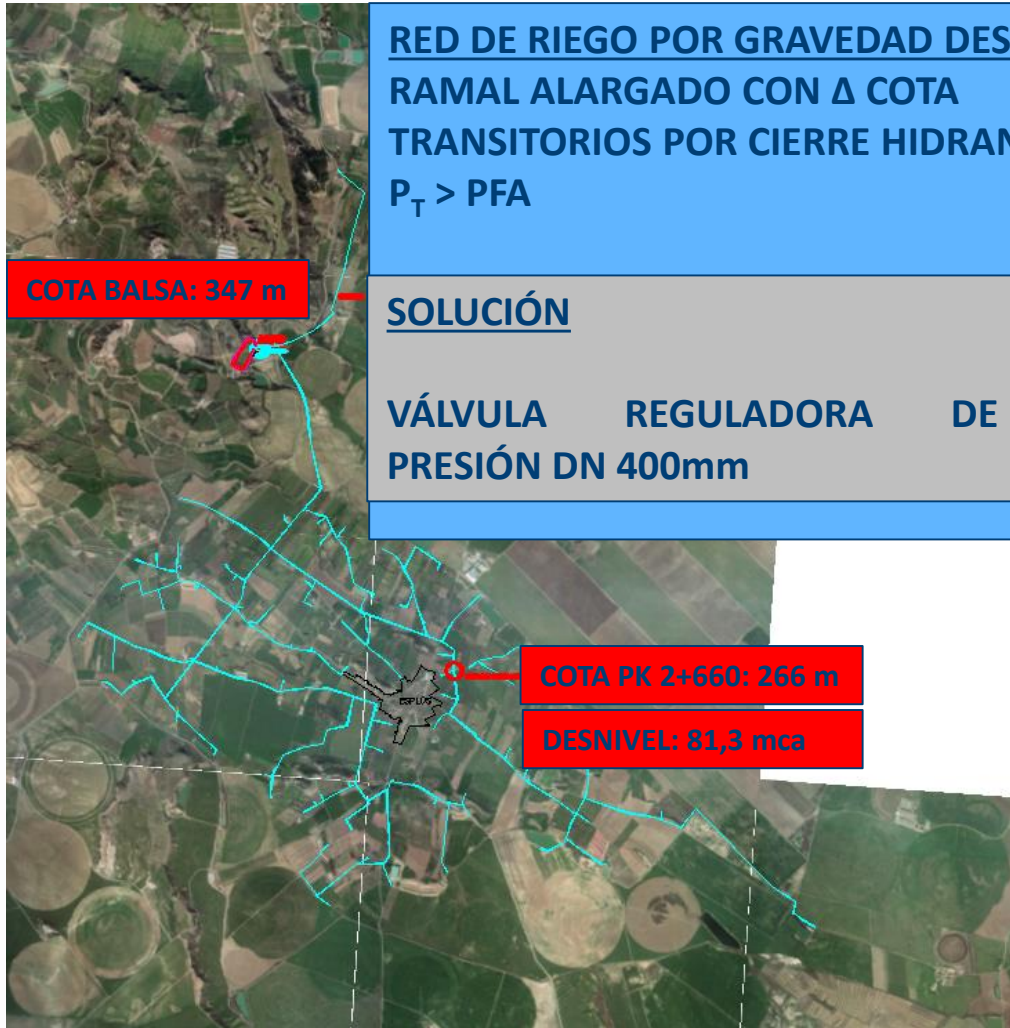 RED DE RIEGO POR GRAVEDAD DES
RAMAL ALARGADO CON Δ COTA
TRANSITORIOS POR CIERRE HIDRAN
P_T > PFA
COTA BALSA: 347 m
SOLUCIÓN
VÁLVULA REGULADORA DE
PRESIÓN DN 400mm
COTA PK 2+660: 266 m
DESNIVEL: 81,3 mca